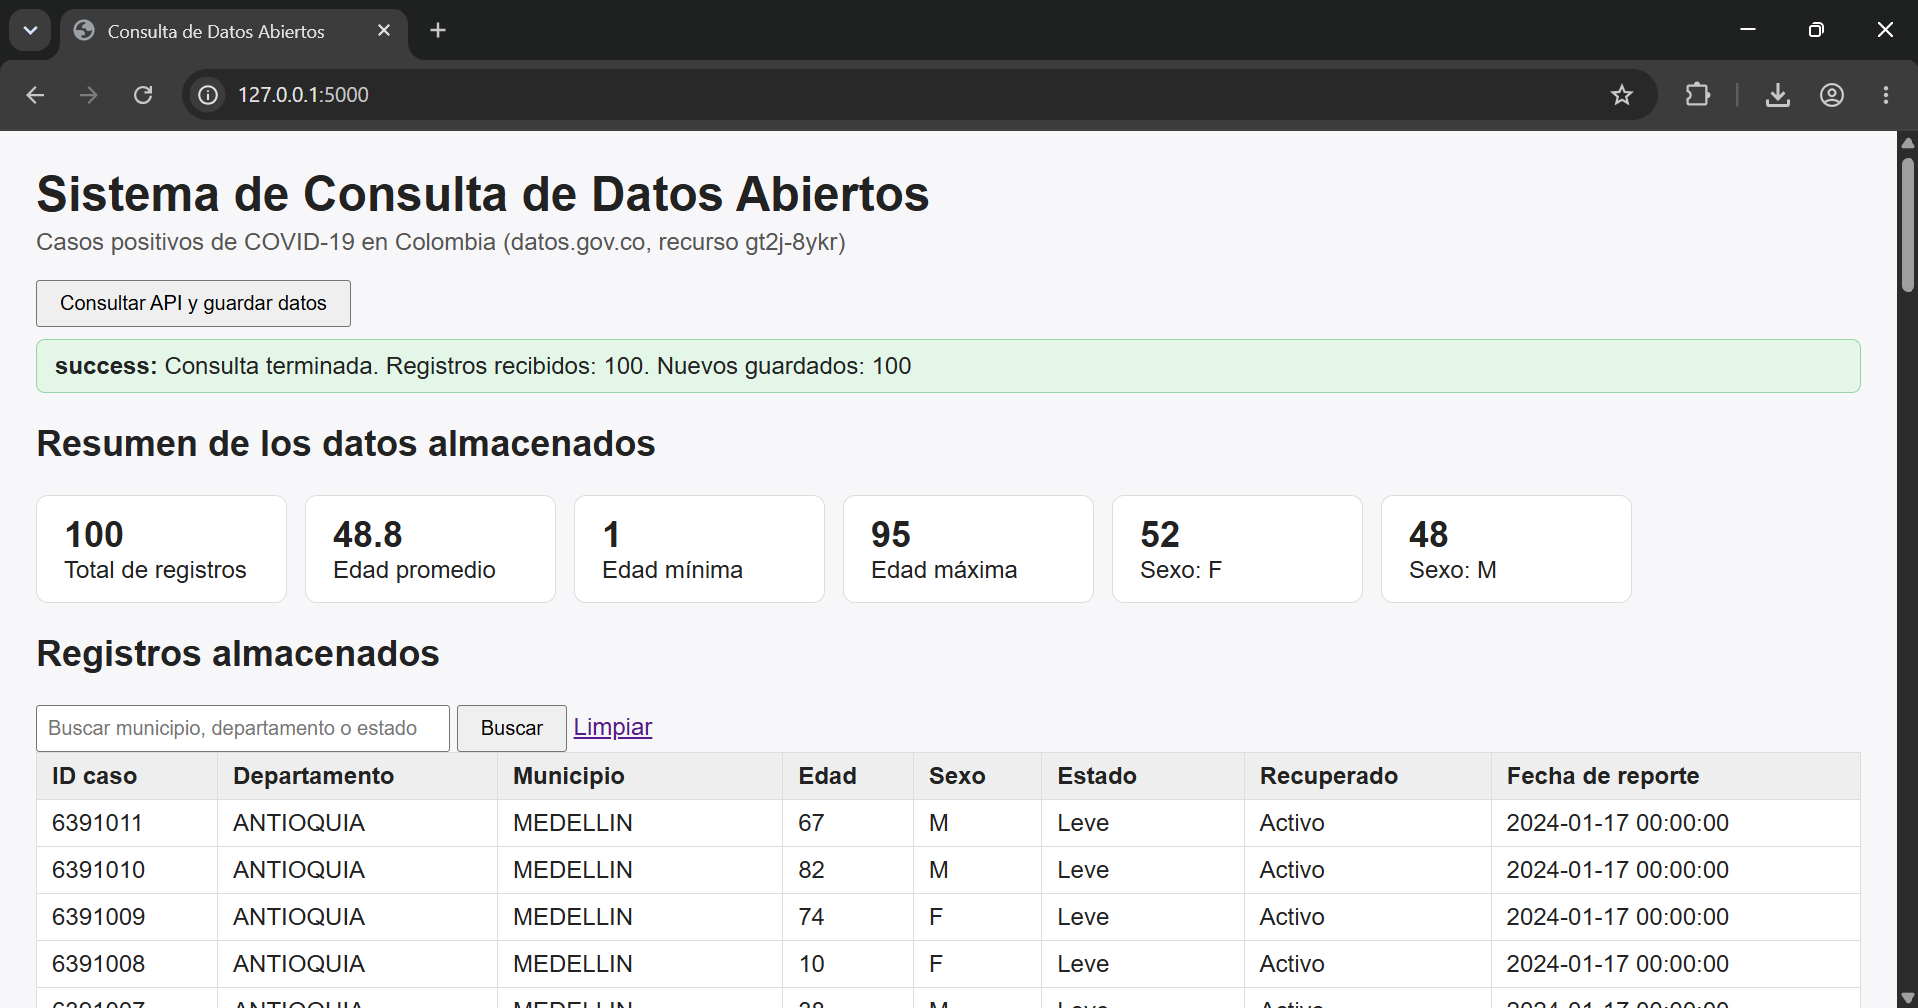 Consulta de Datos Abiertos
127.0.0.1:5000
Sistema de Consulta de Datos Abiertos
Casos positivos de COVID-19 en Colombia (datos.gov.co, recurso gt2j-8ykr)
Consultar API y guardar datos
success: Consulta terminada. Registros recibidos: 100. Nuevos guardados: 100
Resumen de los datos almacenados
100 48.8 1 95 52 48
Total de registros Edad promedio Edad mínima Edad máxima Sexo: F Sexo: M
Registros almacenados
Buscar municipio, departamento o estado Buscar Limpiar
ID caso Departamento Municipio Edad Sexo Estado Recuperado Fecha de reporte
6391011 ANTIOQUIA MEDELLIN 67 M Leve Activo 2024-01-17 00:00:00
6391010 ANTIOQUIA MEDELLIN 82 M Leve Activo 2024-01-17 00:00:00
6391009 ANTIOQUIA MEDELLIN 74 F Leve Activo 2024-01-17 00:00:00
6391008 ANTIOQUIA MEDELLIN 10 F Leve Activo 2024-01-17 00:00:00